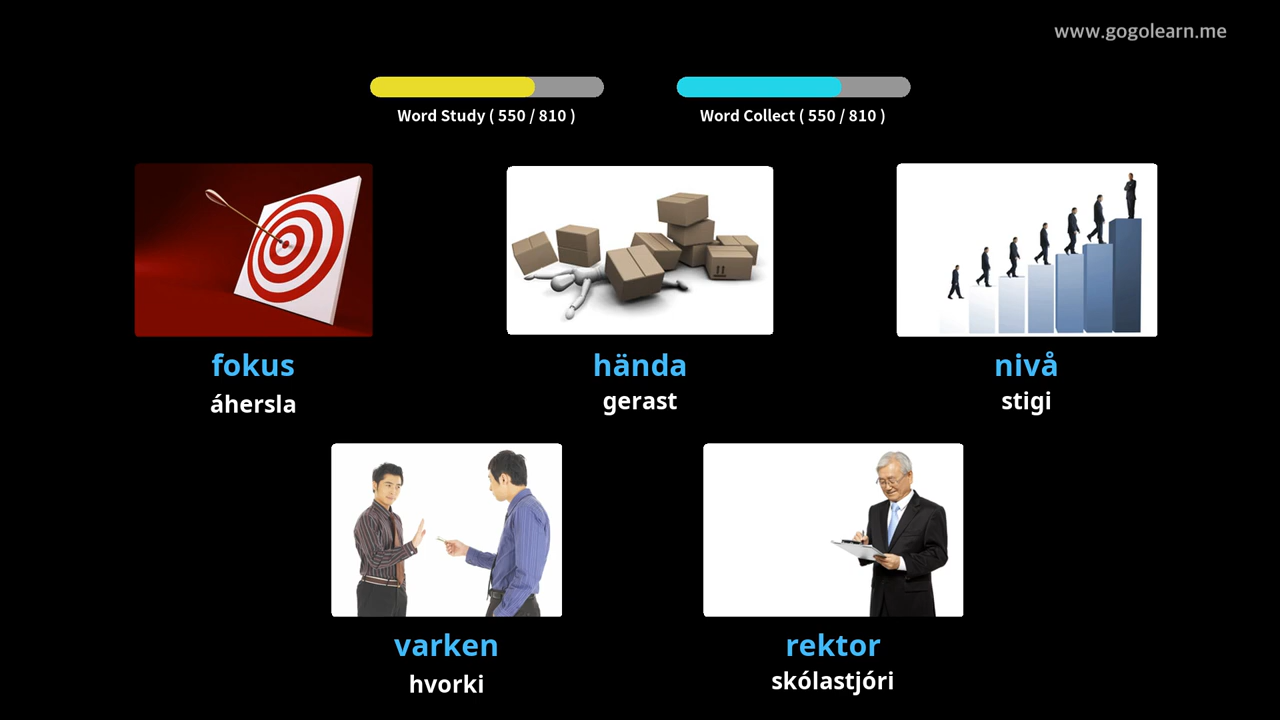 www.gogolearn.me
Word Study ( 550 / 810 )
Word Collect ( 550 / 810 )
fokus
áhersla
hända
gerast
nivå
stigi
varken
hvorki
rektor
skólastjóri